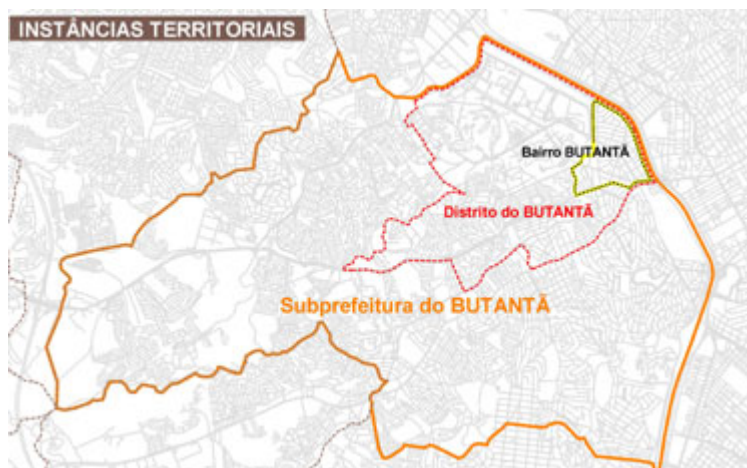 INSTÂNCIAS TERRITORIAIS
Bairro BUTANTÃ
Distrito do BUTANTÃ
Subprefeitura do BUTANTÃ